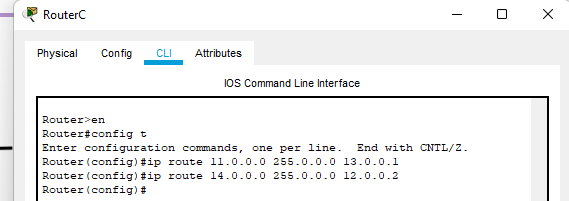 RouterC
Physical Config CLI Attributes
IOS Command Line Interface
Router>en
Router#config t
Enter configuration commands, one per line.  End with CNTL/Z.
Router(config)#ip route 11.0.0.0 255.0.0.0 13.0.0.1
Router(config)#ip route 14.0.0.0 255.0.0.0 12.0.0.2
Router(config)#